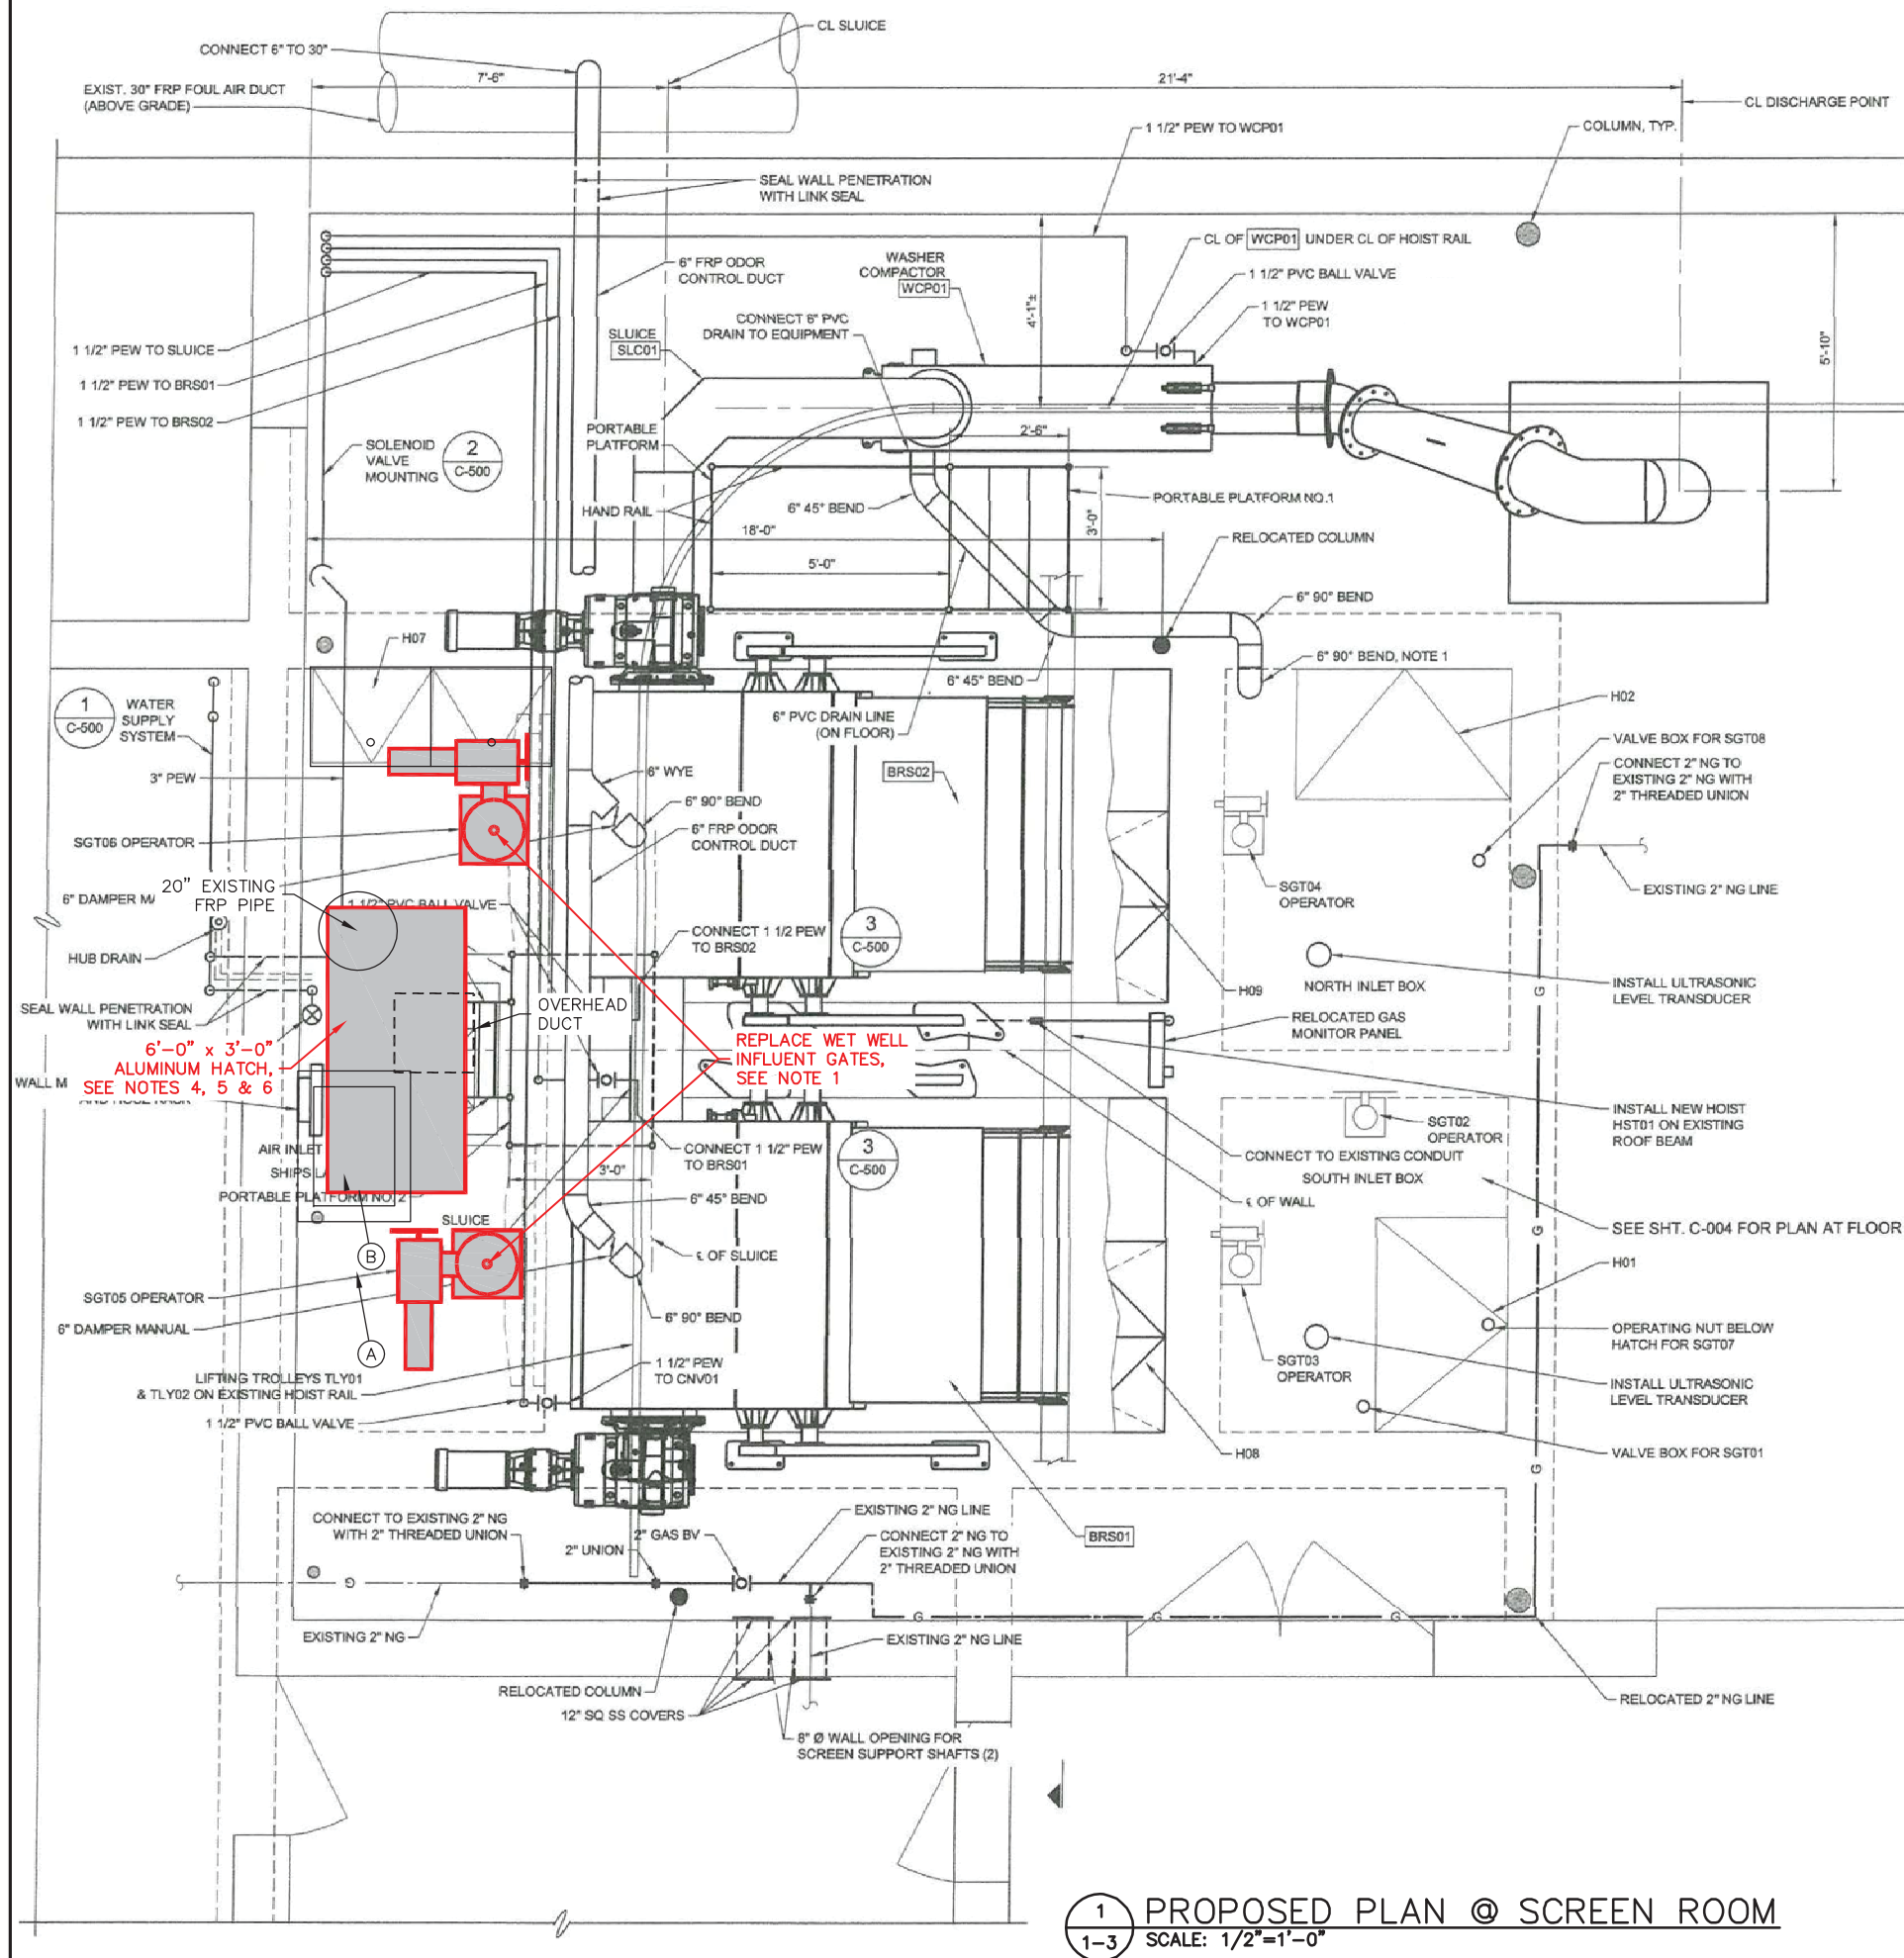 CL SLUICE
CONNECT 6" TO 30"
7'-6"
21'-4"
EXIST. 30" FRP FOUL AIR DUCT
(ABOVE GRADE)
CL DISCHARGE POINT
1 1/2" PEW TO WCP01
COLUMN, TYP.
SEAL WALL PENETRATION
WITH LINK SEAL
CL OF WCP01 UNDER CL OF HOIST RAIL
6" FRP ODOR
CONTROL DUCT
WASHER
COMPACTOR
WCP01
1 1/2" PVC BALL VALVE
4'-1"±
1 1/2" PEW
TO WCP01
CONNECT 6" PVC
DRAIN TO EQUIPMENT
SLUICE
SLC01
1 1/2" PEW TO SLUICE
1 1/2" PEW TO BRS01
1 1/2" PEW TO BRS02
5'-10"
PORTABLE
PLATFORM
2'-6"
SOLENOID
VALVE
MOUNTING
2
C-500
HAND RAIL
6" 45° BEND
PORTABLE PLATFORM NO.1
3'-0"
18'-0"
RELOCATED COLUMN
5'-0"
6" 90° BEND
H07
6" 90° BEND, NOTE 1
6" 45° BEND
H02
1
C-500
WATER
SUPPLY
SYSTEM
6" PVC DRAIN LINE
(ON FLOOR)
VALVE BOX FOR SGT08
3" PEW
6" WYE
BRS02
CONNECT 2" NG TO
EXISTING 2" NG WITH
2" THREADED UNION
6" 90° BEND
6" FRP ODOR
CONTROL DUCT
SGT06 OPERATOR
20" EXISTING
FRP PIPE
6" DAMPER MA
1 1/2" PVC BALL VALVE
SGT04
OPERATOR
EXISTING 2" NG LINE
3
C-500
CONNECT 1 1/2 PEW
TO BRS02
HUB DRAIN
H09
NORTH INLET BOX
INSTALL ULTRASONIC
LEVEL TRANSDUCER
G
SEAL WALL PENETRATION
WITH LINK SEAL
OVERHEAD
DUCT
RELOCATED GAS
MONITOR PANEL
6'-0" x 3'-0"
ALUMINUM HATCH,
SEE NOTES 4, 5 & 6
REPLACE WET WELL
INFLUENT GATES,
SEE NOTE 1
WALL M
SGT02
OPERATOR
INSTALL NEW HOIST
HST01 ON EXISTING
ROOF BEAM
AIR INLET
SHIPS LA
PORTABLE PLATFORM NO. 2
3'-0"
CONNECT 1 1/2" PEW
TO BRS01
3
C-500
CONNECT TO EXISTING CONDUIT
SOUTH INLET BOX
6" 45° BEND
℄ OF WALL
SLUICE
SEE SHT. C-004 FOR PLAN AT FLOOR
G
B
℄ OF SLUICE
H01
SGT05 OPERATOR
6" DAMPER MANUAL
6" 90° BEND
OPERATING NUT BELOW
HATCH FOR SGT07
A
SGT03
OPERATOR
LIFTING TROLLEYS TLY01
& TLY02 ON EXISTING HOIST RAIL
1 1/2" PEW
TO CNV01
INSTALL ULTRASONIC
LEVEL TRANSDUCER
1 1/2" PVC BALL VALVE
H08
VALVE BOX FOR SGT01
G
CONNECT TO EXISTING 2" NG
WITH 2" THREADED UNION
EXISTING 2" NG LINE
2" GAS BV
2" UNION
CONNECT 2" NG TO
EXISTING 2" NG WITH
2" THREADED UNION
BRS01
G
G
G
G
EXISTING 2" NG
EXISTING 2" NG LINE
RELOCATED COLUMN
12" SQ SS COVERS
RELOCATED 2" NG LINE
8" Ø WALL OPENING FOR
SCREEN SUPPORT SHAFTS (2)
1
1-3
PROPOSED PLAN @ SCREEN ROOM
SCALE: 1/2"=1'-0"